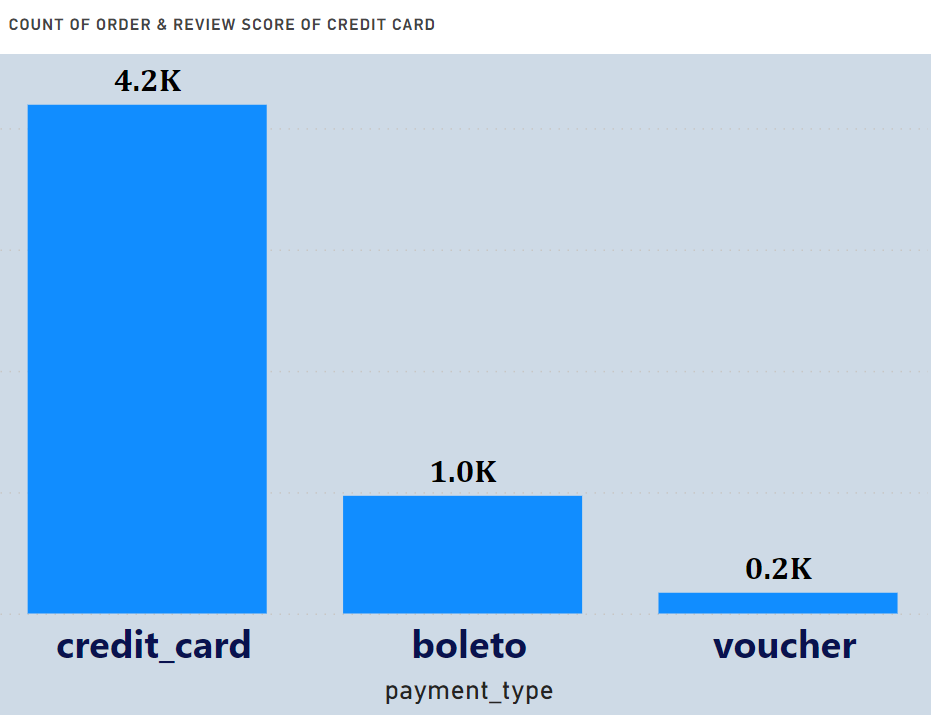 COUNT OF ORDER & REVIEW SCORE OF CREDIT CARD
4.2K
1.0K
0.2K
credit_card boleto voucher
payment_type